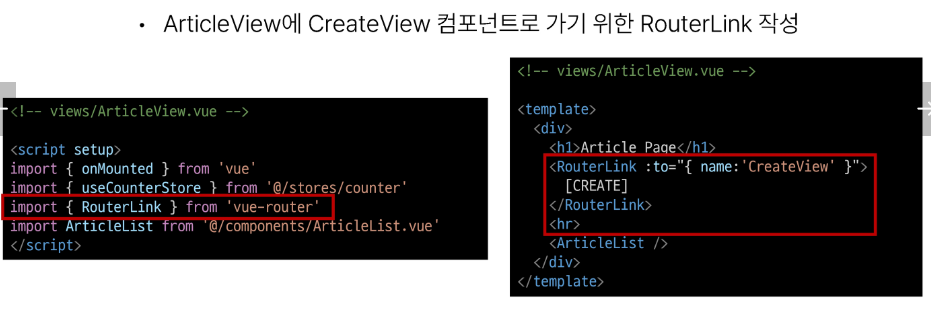 • ArticleView에 CreateView 컴포넌트로 가기 위한 RouterLink 작성
<!-- views/ArticleView.vue -->
<script setup>
import { onMounted } from 'vue'
import { useCounterStore } from '@/stores/counter'
import { RouterLink } from 'vue-router'
import ArticleList from '@/components/ArticleList.vue'
</script>
<!-- views/ArticleView.vue -->
<template>
<div>
<h1>Article Page</h1>
<RouterLink :to="{ name:'CreateView' }">
[CREATE]
</RouterLink>
<hr>
<ArticleList />
</div>
</template>